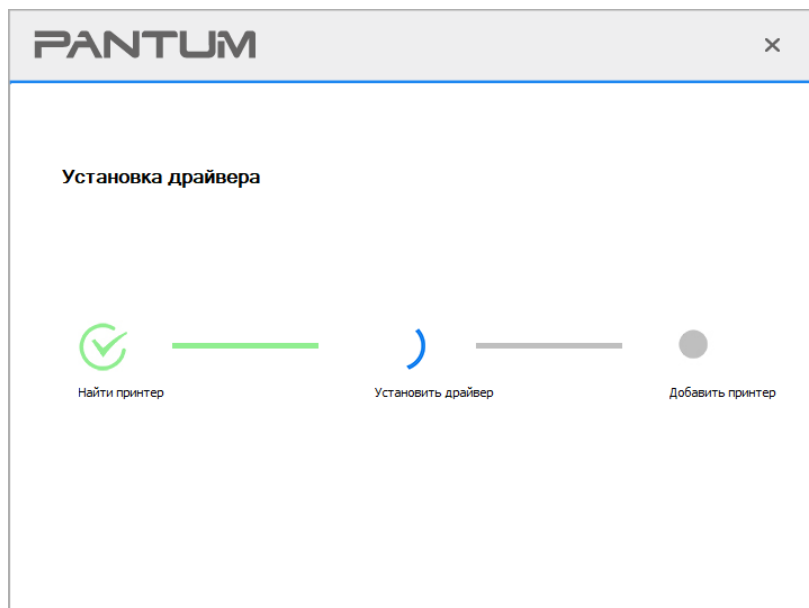 PANTUM
Установка драйвера
Найти принтер
Установить драйвер
Добавить принтер